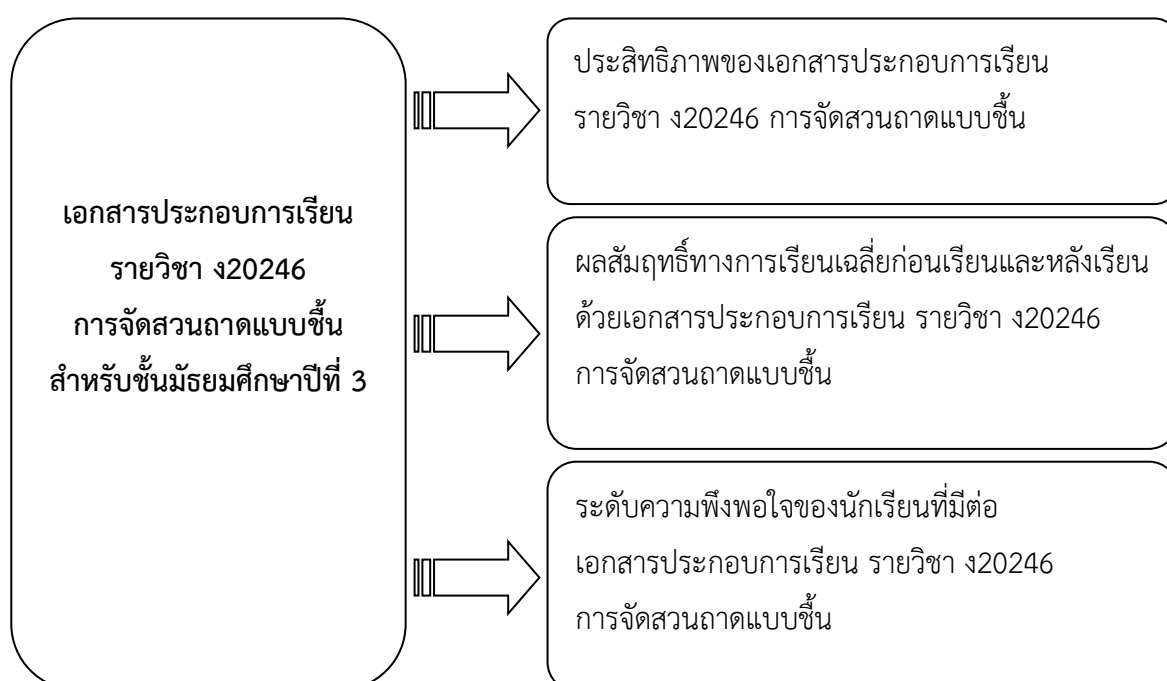 เอกสารประกอบการเรียน
รายวิชา ง20246
การจัดสวนถาดแบบชื้น
สำหรับชั้นมัธยมศึกษาปีที่ 3
ประสิทธิภาพของเอกสารประกอบการเรียน
รายวิชา ง20246 การจัดสวนถาดแบบชื้น
ผลสัมฤทธิ์ทางการเรียนเฉลี่ยก่อนเรียนและหลังเรียน
ด้วยเอกสารประกอบการเรียน รายวิชา ง20246
การจัดสวนถาดแบบชื้น
ระดับความพึงพอใจของนักเรียนที่มีต่อ
เอกสารประกอบการเรียน รายวิชา ง20246
การจัดสวนถาดแบบชื้น